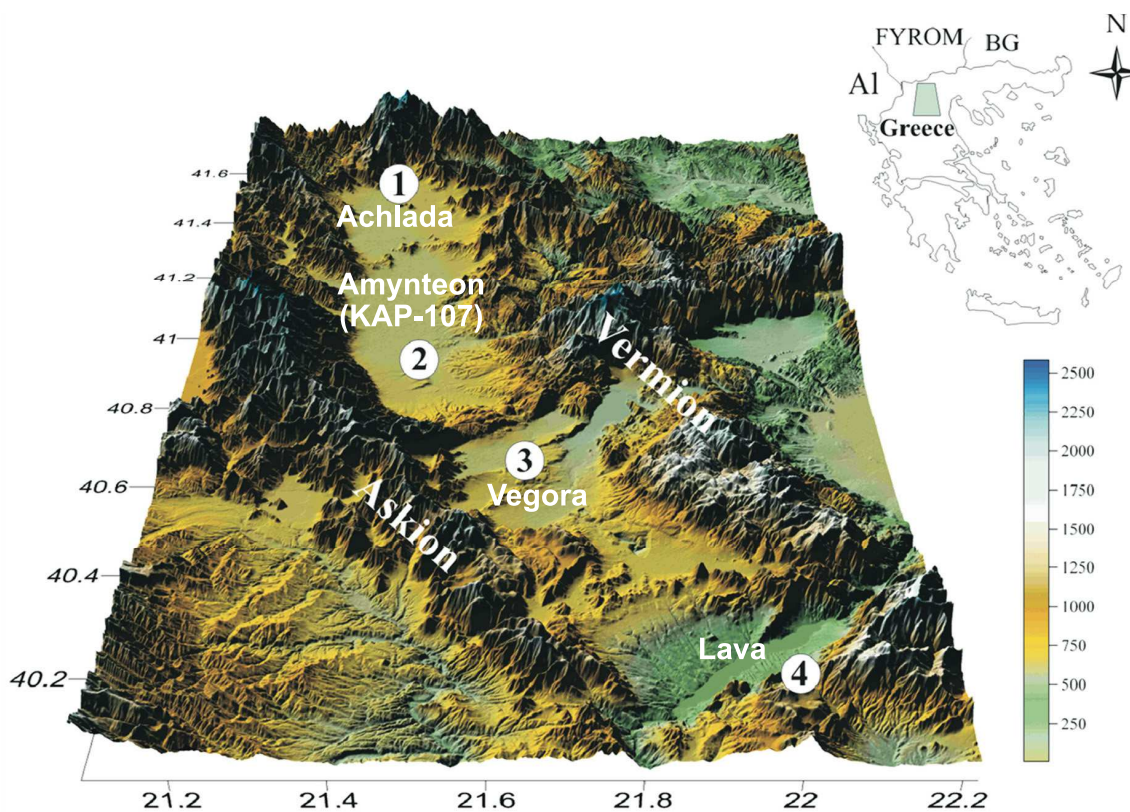 FYROM
BG
N
Al
Greece
41.6
1
Achlada
41.4
41.2
Amynteon
(KAP-107)
Vermion
41
2
40.8
3
Vegora
40.6
Askion
40.4
Lava
4
40.2
21.2
21.4
21.6
21.8
22
22.2
2500
2250
2000
1750
1500
1250
1000
750
500
250